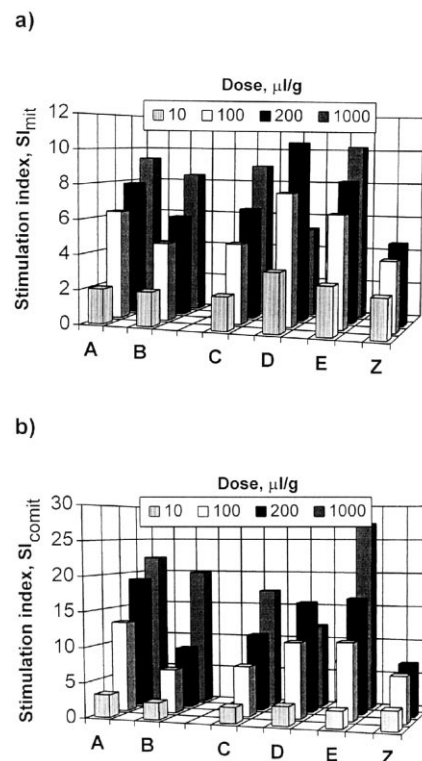 a)
Dose, μl/g
10 100 200 1000
Stimulation index, SImit
12
10
8
6
4
2
0
A B C D E Z
b)
Dose, μl/g
10 100 200 1000
Stimulation index, SIcomit
30
25
20
15
10
5
0
A B C D E Z